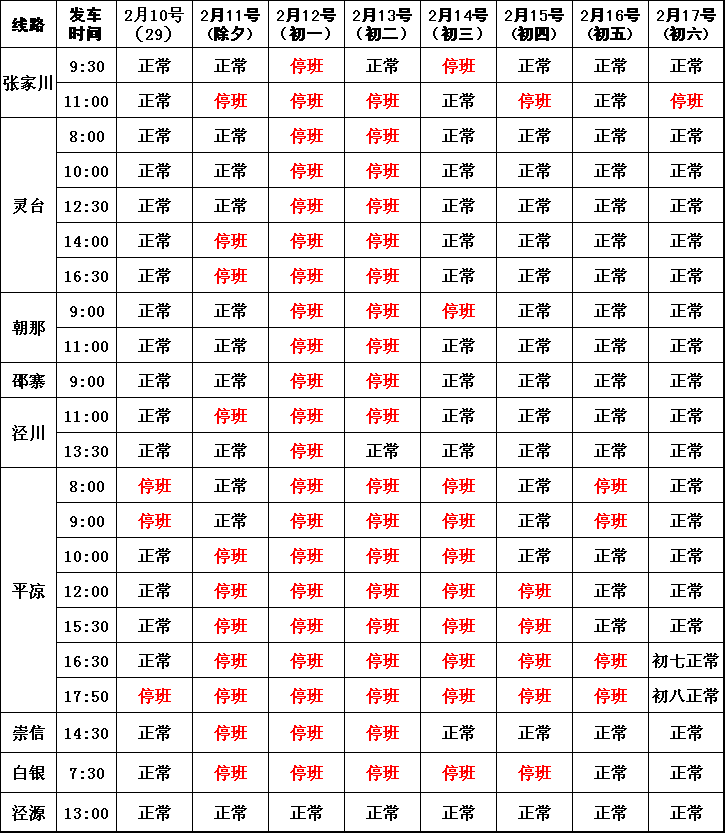 线路 发车时间 2月10号（29） 2月11号（除夕） 2月12号（初一） 2月13号（初二） 2月14号（初三） 2月15号（初四） 2月16号（初五） 2月17号（初六）
张家川 9:30 正常 正常 停班 正常 停班 正常 正常 正常
11:00 正常 停班 停班 停班 正常 停班 正常 停班
灵台 8:00 正常 正常 停班 停班 正常 正常 正常 正常
10:00 正常 正常 停班 停班 正常 正常 正常 正常
12:30 正常 正常 停班 停班 正常 正常 正常 正常
14:00 正常 停班 停班 停班 正常 正常 正常 正常
16:30 正常 停班 停班 停班 正常 正常 正常 正常
朝那 9:00 正常 正常 停班 停班 停班 正常 正常 正常
11:00 正常 正常 停班 停班 正常 正常 正常 正常
邵寨 9:00 正常 正常 停班 停班 正常 正常 正常 正常
泾川 11:00 正常 停班 停班 停班 正常 正常 正常 正常
13:30 正常 正常 停班 正常 正常 正常 正常 正常
平凉 8:00 停班 正常 停班 停班 停班 正常 停班 正常
9:00 停班 正常 停班 停班 停班 正常 停班 正常
10:00 正常 停班 停班 停班 停班 正常 正常 正常
12:00 正常 停班 停班 停班 停班 停班 正常 正常
15:30 正常 停班 停班 停班 停班 停班 正常 正常
16:30 正常 停班 停班 停班 停班 停班 停班 初七正常
17:50 停班 停班 停班 停班 停班 停班 停班 初八正常
崇信 14:30 正常 停班 停班 停班 正常 正常 正常 正常
白银 7:30 正常 停班 停班 停班 停班 停班 正常 正常
泾源 13:00 正常 正常 正常 正常 正常 正常 正常 正常